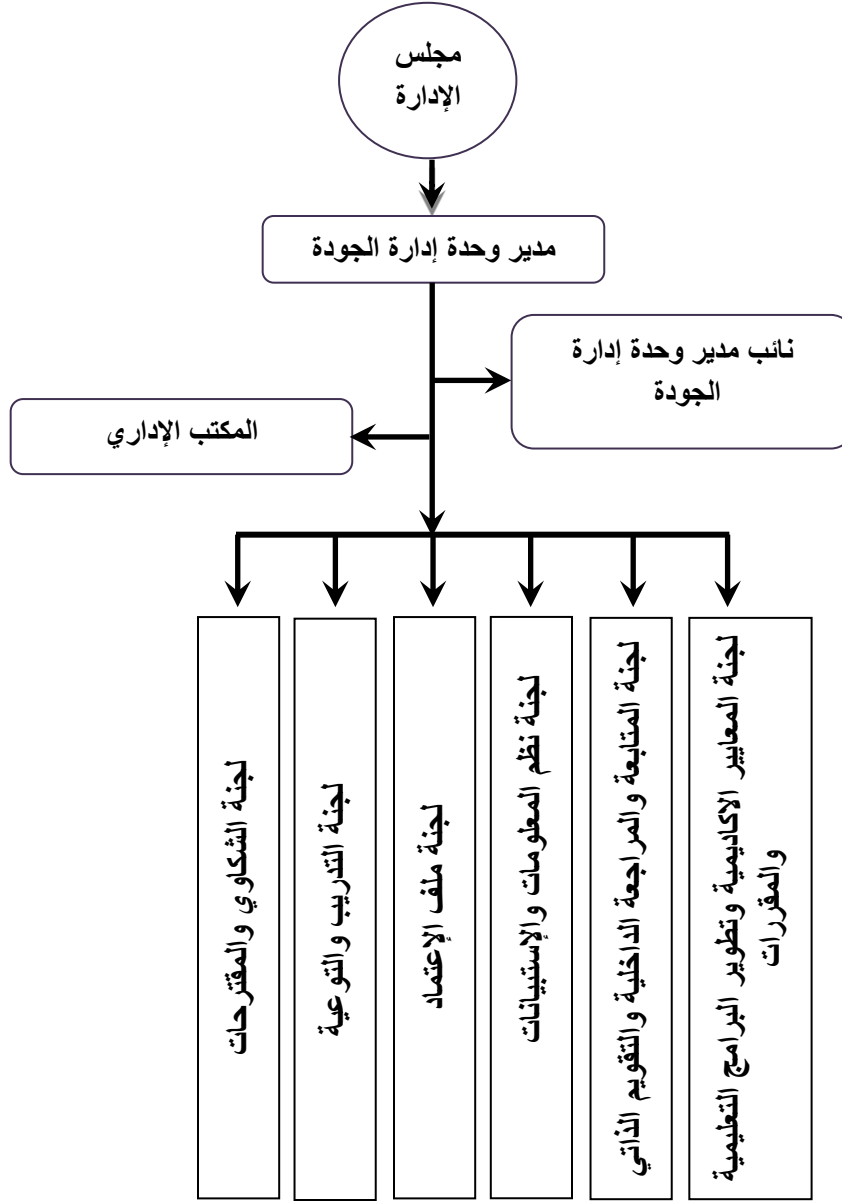 مجلس
الإدارة
مدير وحدة إدارة الجودة
نائب مدير وحدة إدارة
الجودة
المكتب الإداري
لجنة المعايير الاكاديمية وتطوير البرامج التعليمية
والمقررات
لجنة المتابعة والمراجعة الداخلية والتقويم الذاتي
لجنة نظم المعلومات والإستبيانات
لجنة ملف الإعتماد
لجنة التدريب والتوعية
لجنة الشكاوي والمقترحات